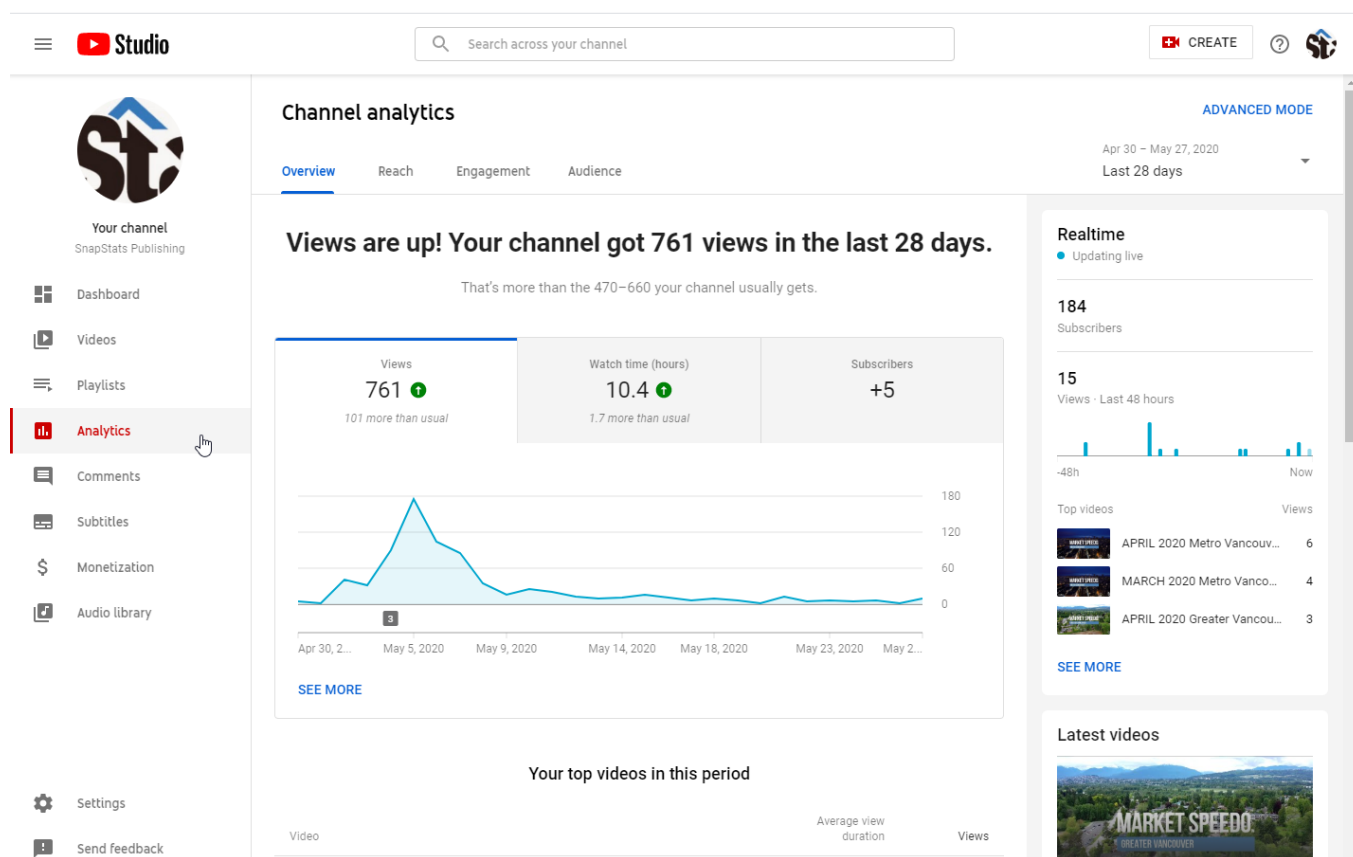 Studio
Search across your channel
CREATE
St:
Your channel
SnapStats Publishing
Dashboard
Videos
Playlists
Analytics
Comments
Subtitles
Monetization
Audio library
Settings
Send feedback
Channel analytics
ADVANCED MODE
Overview
Reach
Engagement
Audience
Apr 30 – May 27, 2020
Last 28 days
Views are up! Your channel got 761 views in the last 28 days.
That's more than the 470–660 your channel usually gets.
Views
761
101 more than usual
Watch time (hours)
10.4
1.7 more than usual
Subscribers
+5
180
120
60
0
3
Apr 30, 2... May 5, 2020 May 9, 2020 May 14, 2020 May 18, 2020 May 23, 2020 May 2...
SEE MORE
Your top videos in this period
Video
Average view
duration
Views
Realtime
Updating live
184
Subscribers
15
Views · Last 48 hours
-48h
Now
Top videos
Views
APRIL 2020 Metro Vancouv... 6
MARCH 2020 Metro Vanco... 4
APRIL 2020 Greater Vancou... 3
SEE MORE
Latest videos
MARKET SPEEDO.
GREATER VANCOUVER